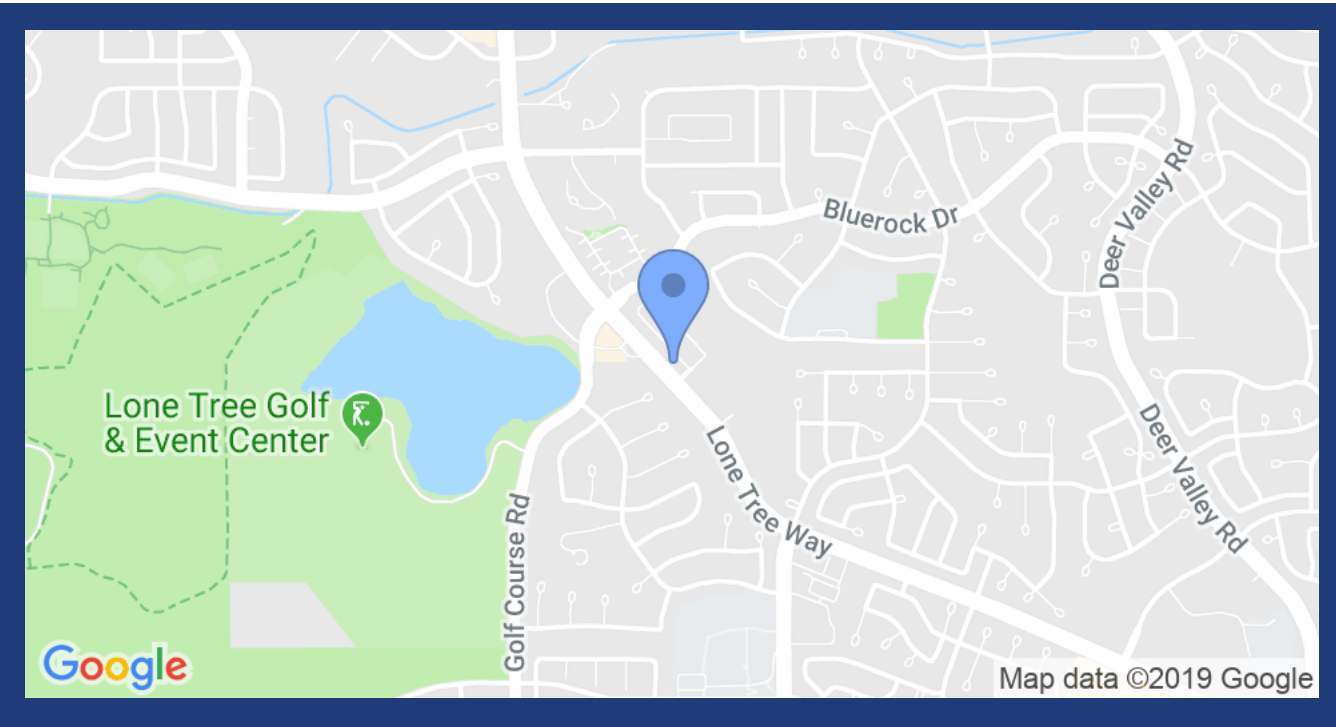 Bluerock Dr
Deer Valley Rd
Lone Tree Golf
& Event Center
Lone Tree Way
Deer Valley Rd
Golf Course Rd
Google
Map data ©2019 Google